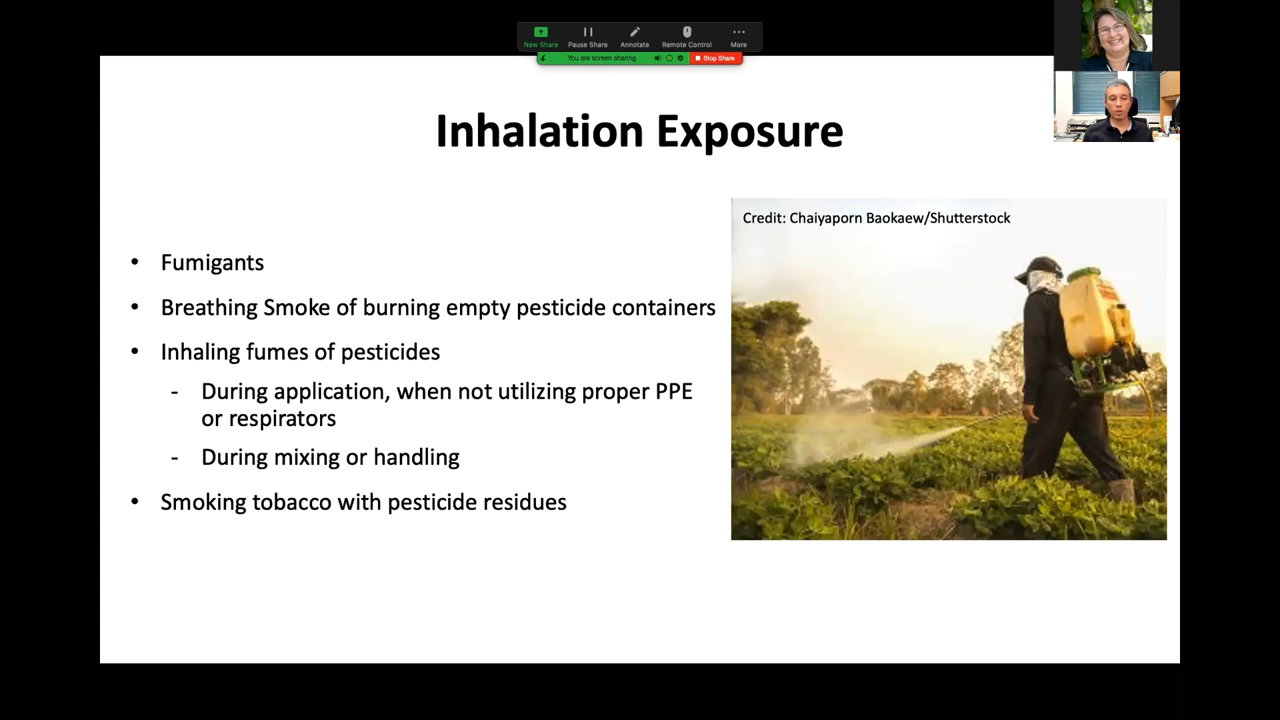 New Share
Pause Share
Annotate
Remote Control
More
You are screen sharing
Stop Share
Inhalation Exposure
Credit: Chaiyaporn Baokaew/Shutterstock
• Fumigants
• Breathing Smoke of burning empty pesticide containers
• Inhaling fumes of pesticides
- During application, when not utilizing proper PPE
or respirators
- During mixing or handling
• Smoking tobacco with pesticide residues